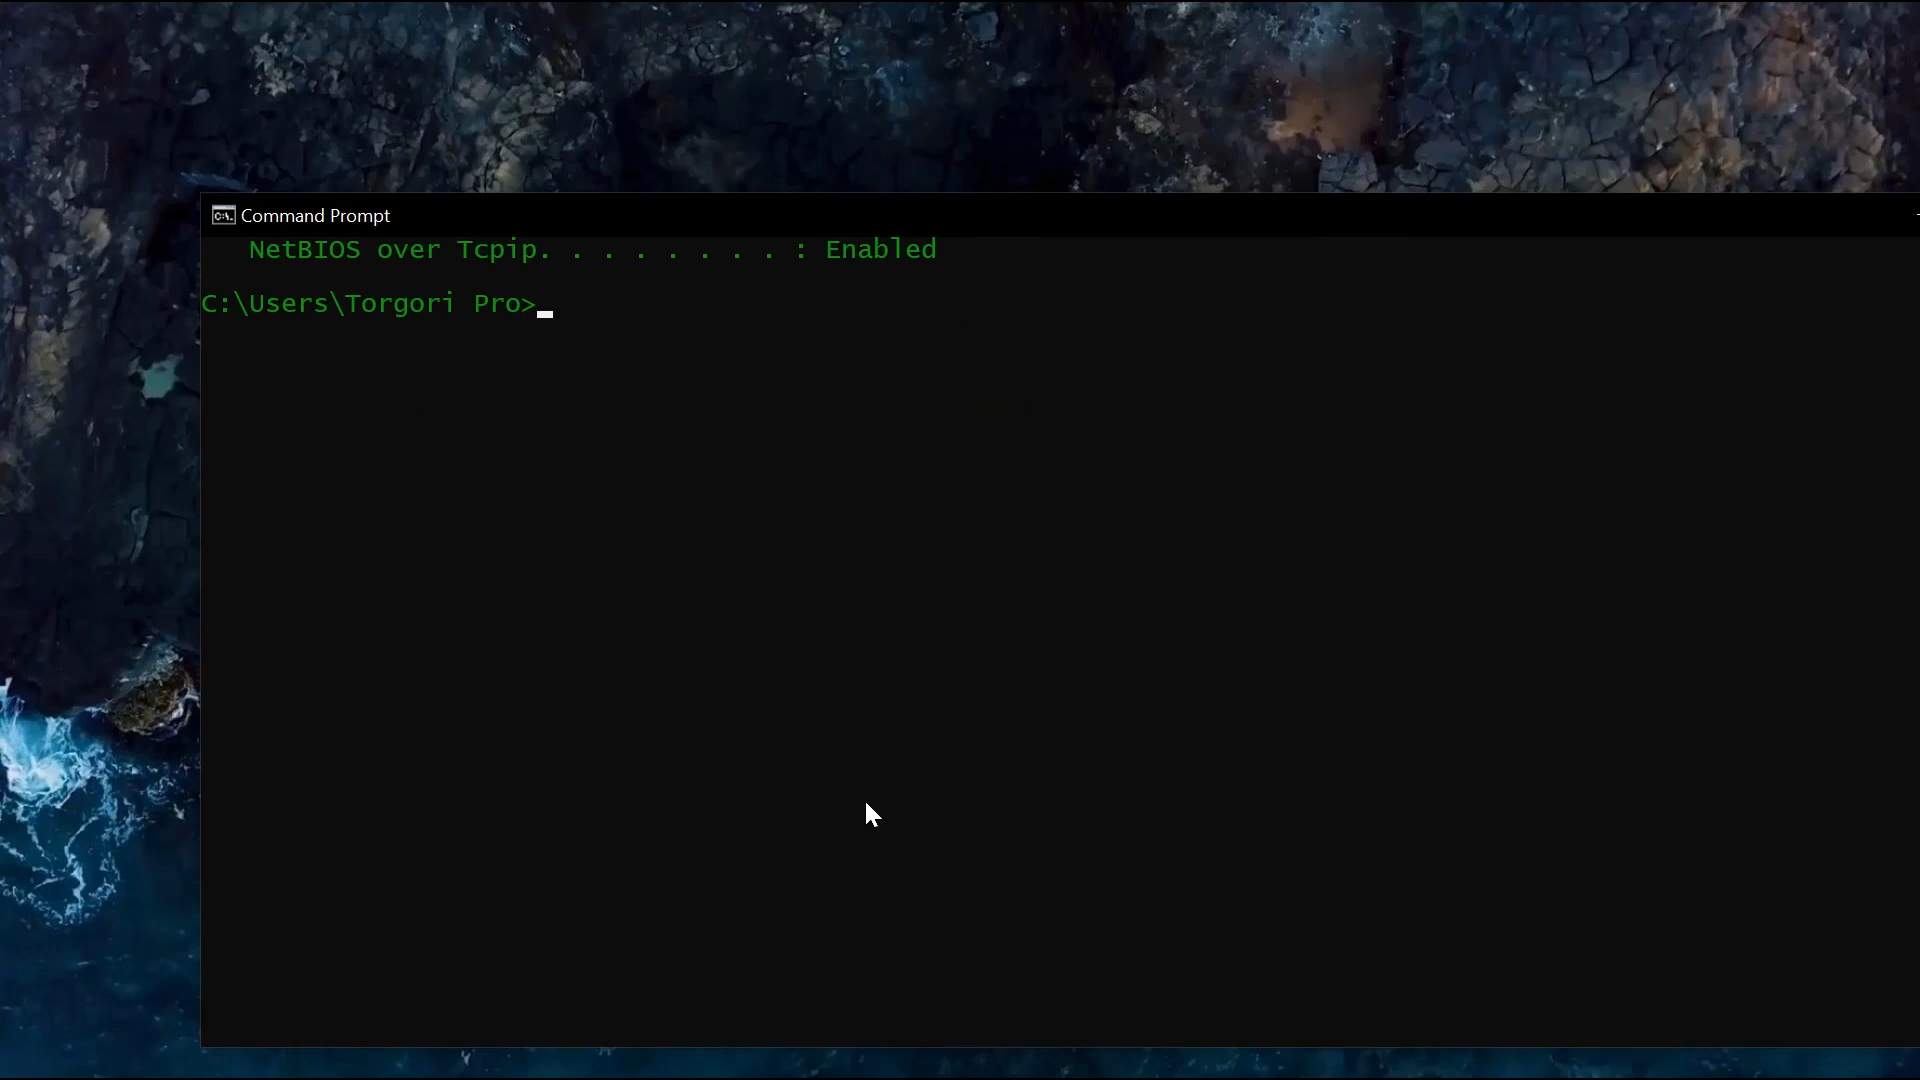 Command Prompt
NetBIOS over Tcpip. . . . . . . . : Enabled
C:\Users\Torgori Pro>